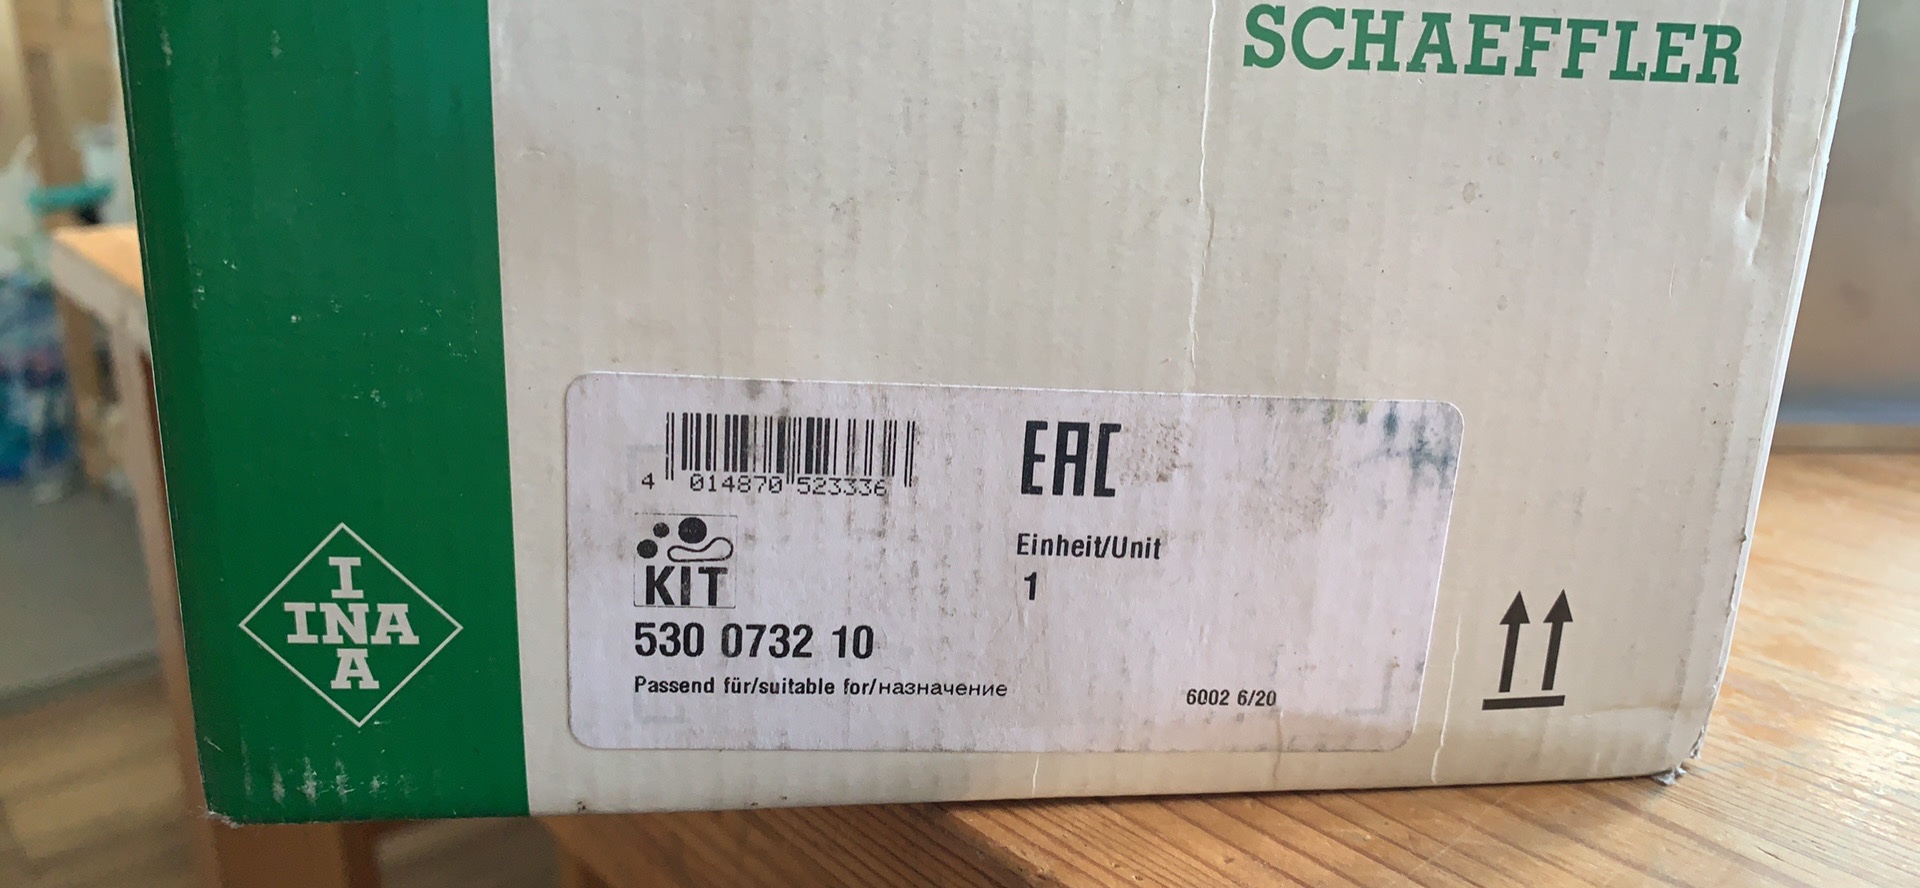 SCHAEFFLER
4 014870 523336
EAC
KIT
Einheit/Unit
1
530 0732 10
Passend für/suitable for/назначение
6002 6/20
I
INA
A